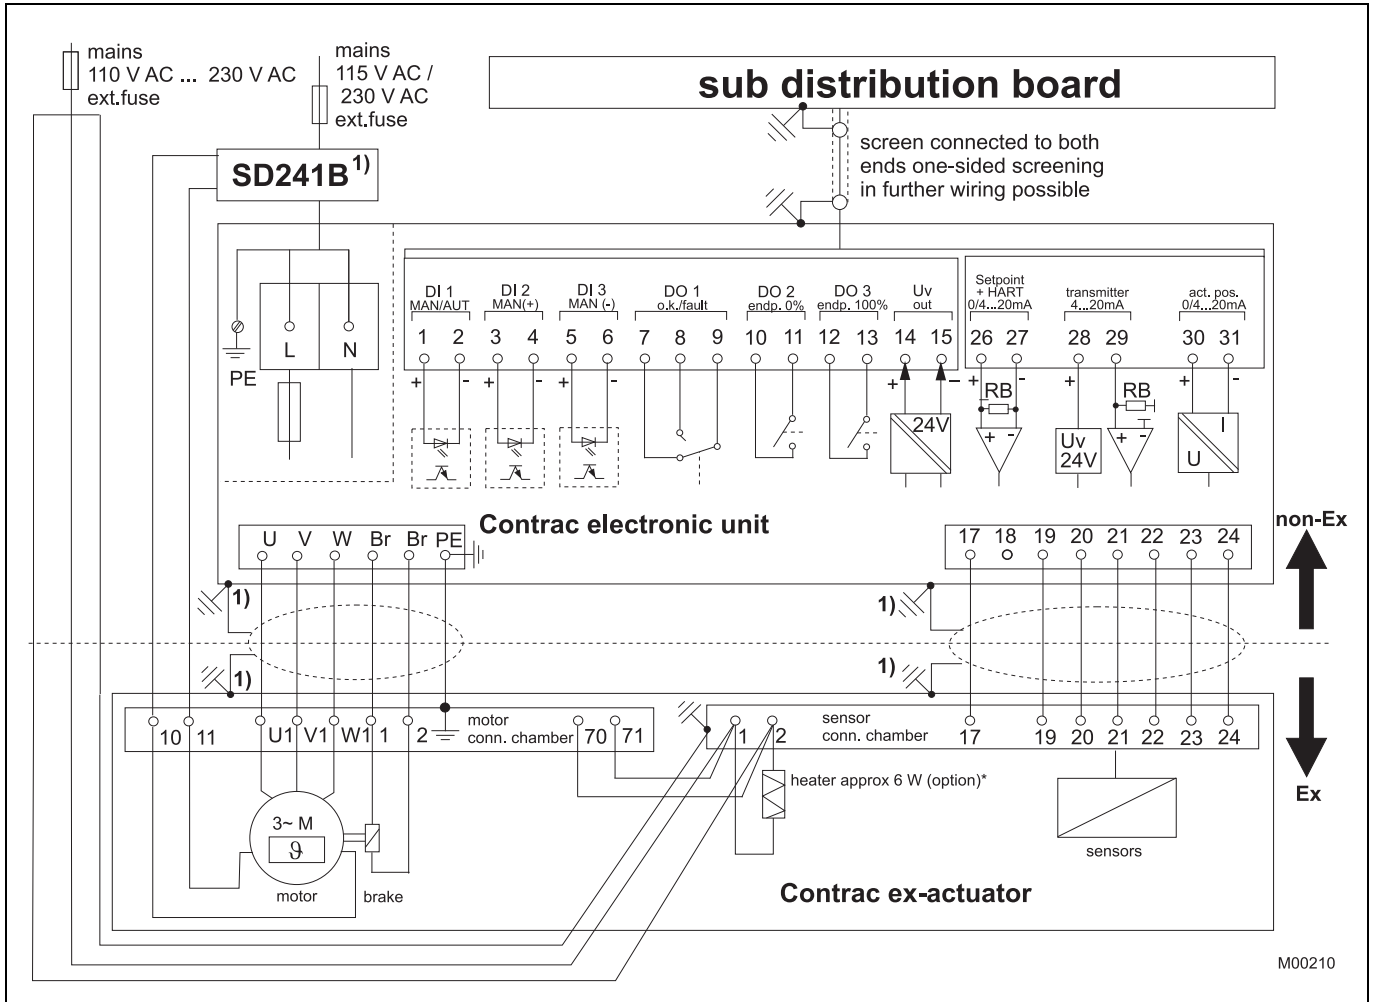 mains
110 V AC ... 230 V AC
ext.fuse
mains
115 V AC /
230 V AC
ext.fuse
sub distribution board
screen connected to both
ends one-sided screening
in further wiring possible
SD241B 1)
PE
L N
DI 1
MAN/AUT
DI 2
MAN(+)
DI 3
MAN (-)
DO 1
o.k./fault
DO 2
endp. 0%
DO 3
endp. 100%
Uv
out
Setpoint
+ HART
0/4...20mA
transmitter
4...20mA
act. pos.
0/4...20mA
1 2 3 4 5 6 7 8 9 10 11 12 13 14 15 26 27 28 29 30 31
+ - + - + - + - + - + + -
RB RB
24V
+ -
Uv
24V
+ -
I
U
Contrac electronic unit
non-Ex
U V W Br Br PE
17 18 19 20 21 22 23 24
1)
1)
1)
1)
10 11 U1 V1 W1 1 2
motor
conn. chamber
70 71
1 2
sensor
conn. chamber
17 19 20 21 22 23 24
heater approx 6 W (option)*
Ex
3~ M
ϑ
motor
brake
sensors
Contrac ex-actuator
M00210